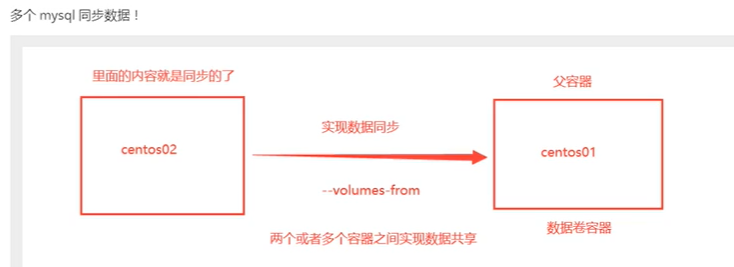 多个 mysql 同步数据！
里面的内容就是同步的了
父容器
实现数据同步
centos02
centos01
--volumes-from
数据卷容器
两个或者多个容器之间实现数据共享